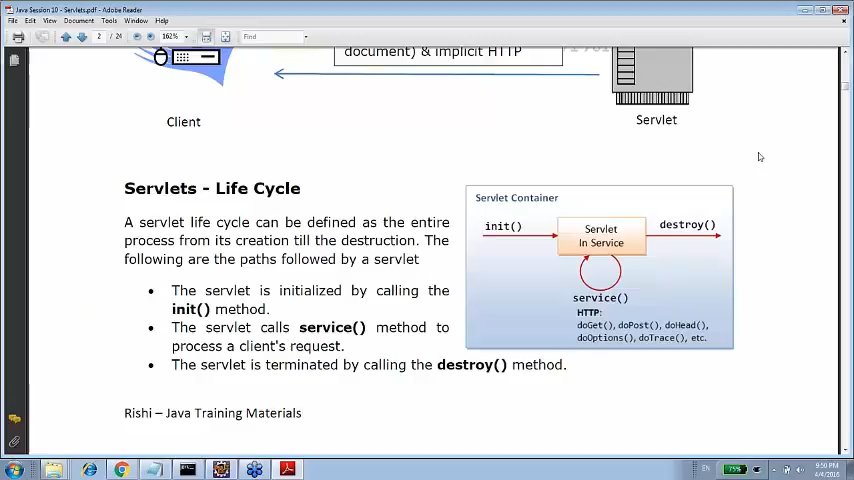 Java Session 10 - Servlets.pdf - Adobe Reader
File Edit View Document Tools Window Help
2 / 24 162% Find
document) & implicit HTTP
Client
Servlet
Servlets - Life Cycle
A servlet life cycle can be defined as the entire
process from its creation till the destruction. The
following are the paths followed by a servlet
• The servlet is initialized by calling the
init() method.
• The servlet calls service() method to
process a client's request.
• The servlet is terminated by calling the destroy() method.
Servlet Container
init()
Servlet
In Service
destroy()
service()
HTTP:
doGet(), doPost(), doHead(),
doOptions(), doTrace(), etc.
Rishi – Java Training Materials
EN 75% 9:50 PM
4/4/2016